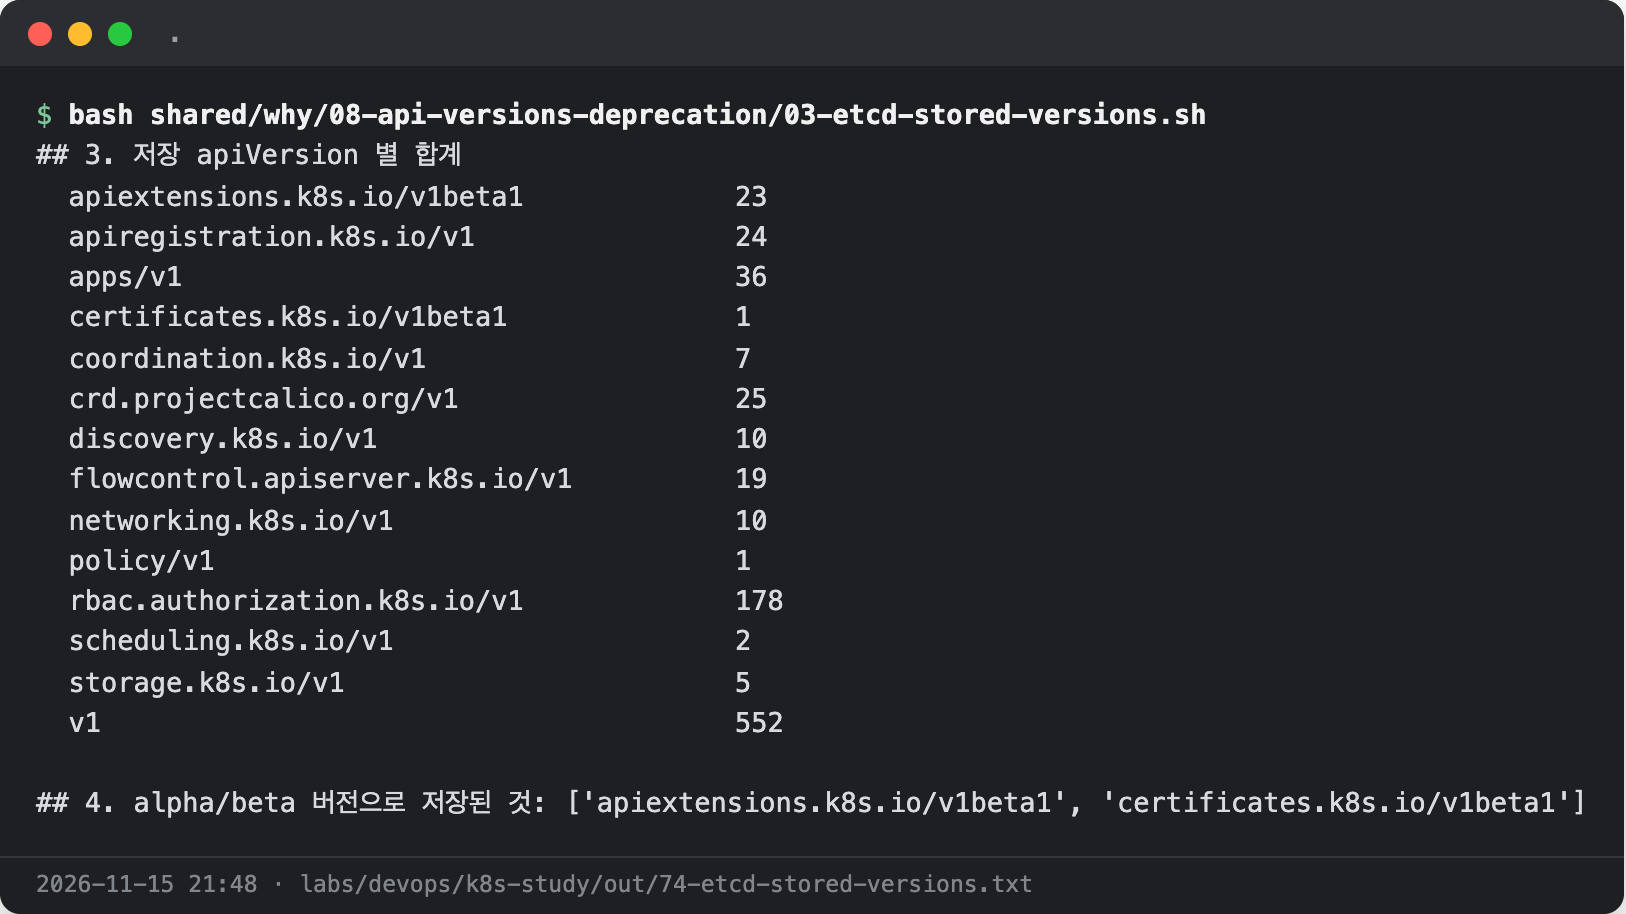 .
$ bash shared/why/08-api-versions-deprecation/03-etcd-stored-versions.sh
## 3. 저장 apiVersion 별 합계
apiextensions.k8s.io/v1beta1 23
apiregistration.k8s.io/v1 24
apps/v1 36
certificates.k8s.io/v1beta1 1
coordination.k8s.io/v1 7
crd.projectcalico.org/v1 25
discovery.k8s.io/v1 10
flowcontrol.apiserver.k8s.io/v1 19
networking.k8s.io/v1 10
policy/v1 1
rbac.authorization.k8s.io/v1 178
scheduling.k8s.io/v1 2
storage.k8s.io/v1 5
v1 552
## 4. alpha/beta 버전으로 저장된 것: ['apiextensions.k8s.io/v1beta1', 'certificates.k8s.io/v1beta1']
2026-11-15 21:48 · labs/devops/k8s-study/out/74-etcd-stored-versions.txt